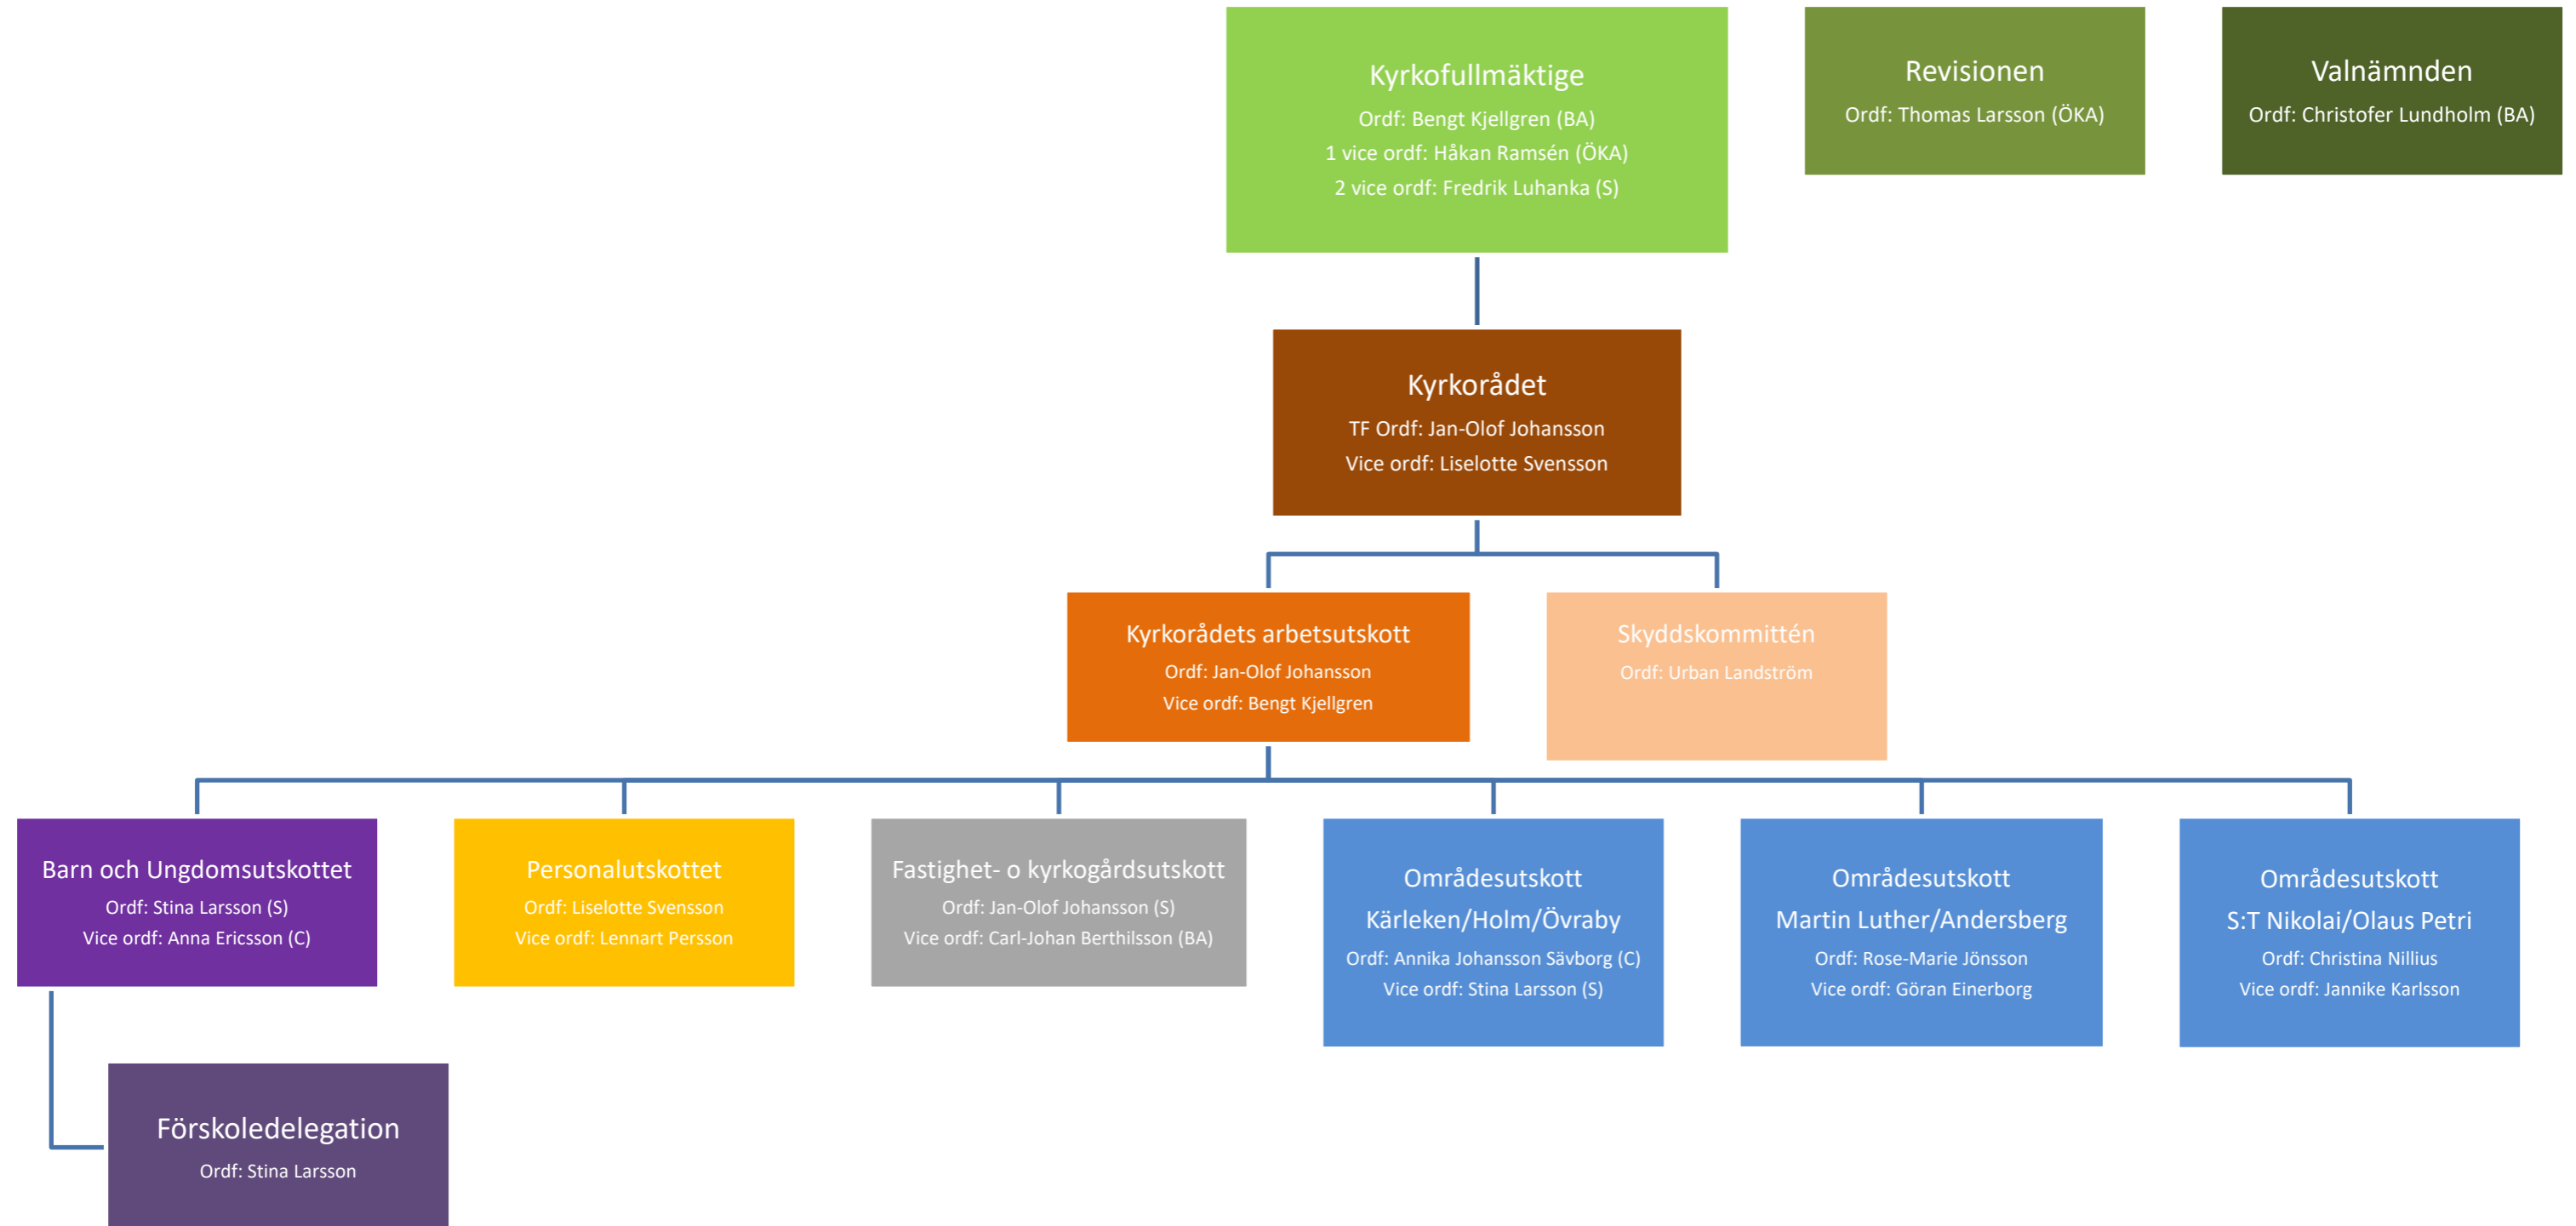 Kyrkofullmäktige
Ordf: Bengt Kjellgren (BA)
1 vice ordf: Håkan Ramsén (ÖKA)
2 vice ordf: Fredrik Luhanka (S)
Revisionen
Ordf: Thomas Larsson (ÖKA)
Valnämnden
Ordf: Christofer Lundholm (BA)
Kyrkorådet
TF Ordf: Jan-Olof Johansson
Vice ordf: Liselotte Svensson
Kyrkorådets arbetsutskott
Ordf: Jan-Olof Johansson
Vice ordf: Bengt Kjellgren
Skyddskommittén
Ordf: Urban Landström
Barn och Ungdomsutskottet
Ordf: Stina Larsson (S)
Vice ordf: Anna Ericsson (C)
Personalutskottet
Ordf: Liselotte Svensson
Vice ordf: Lennart Persson
Fastighet- o kyrkogårdsutskott
Ordf: Jan-Olof Johansson (S)
Vice ordf: Carl-Johan Berthilsson (BA)
Områdesutskott
Kärleken/Holm/Övraby
Ordf: Annika Johansson Sävborg (C)
Vice ordf: Stina Larsson (S)
Områdesutskott
Martin Luther/Andersberg
Ordf: Rose-Marie Jönsson
Vice ordf: Göran Einerborg
Områdesutskott
S:T Nikolai/Olaus Petri
Ordf: Christina Nillius
Vice ordf: Jannike Karlsson
Förskoledelegation
Ordf: Stina Larsson